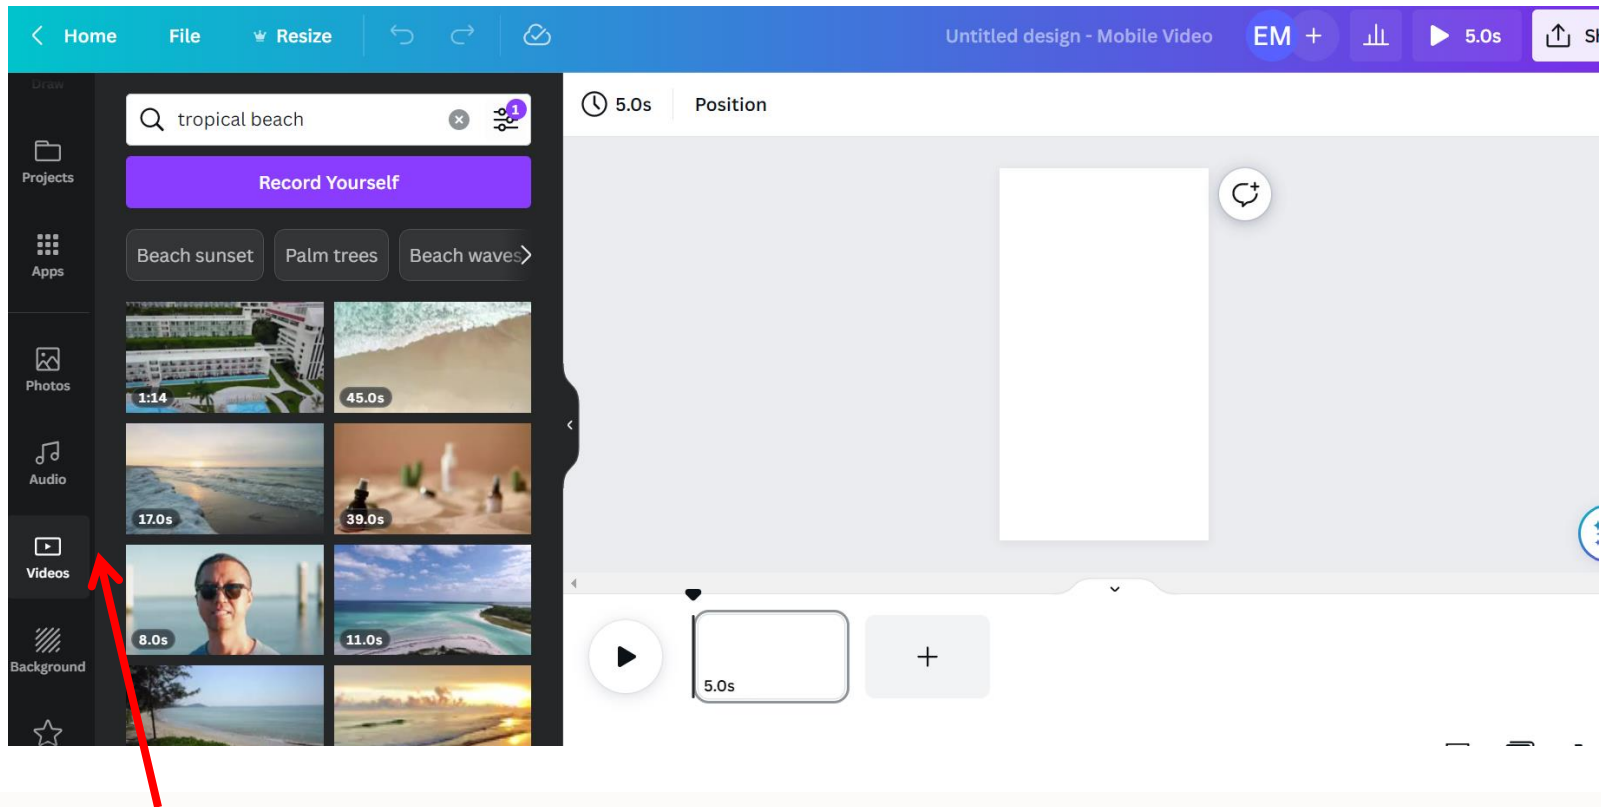 Home File Resize Untitled design - Mobile Video EM + 5.0s
Draw
Projects
Apps
Photos
Audio
Videos
Background
tropical beach
1
Record Yourself
Beach sunset Palm trees Beach waves
1:14 45.0s
17.0s 39.0s
8.0s 11.0s
5.0s Position
5.0s